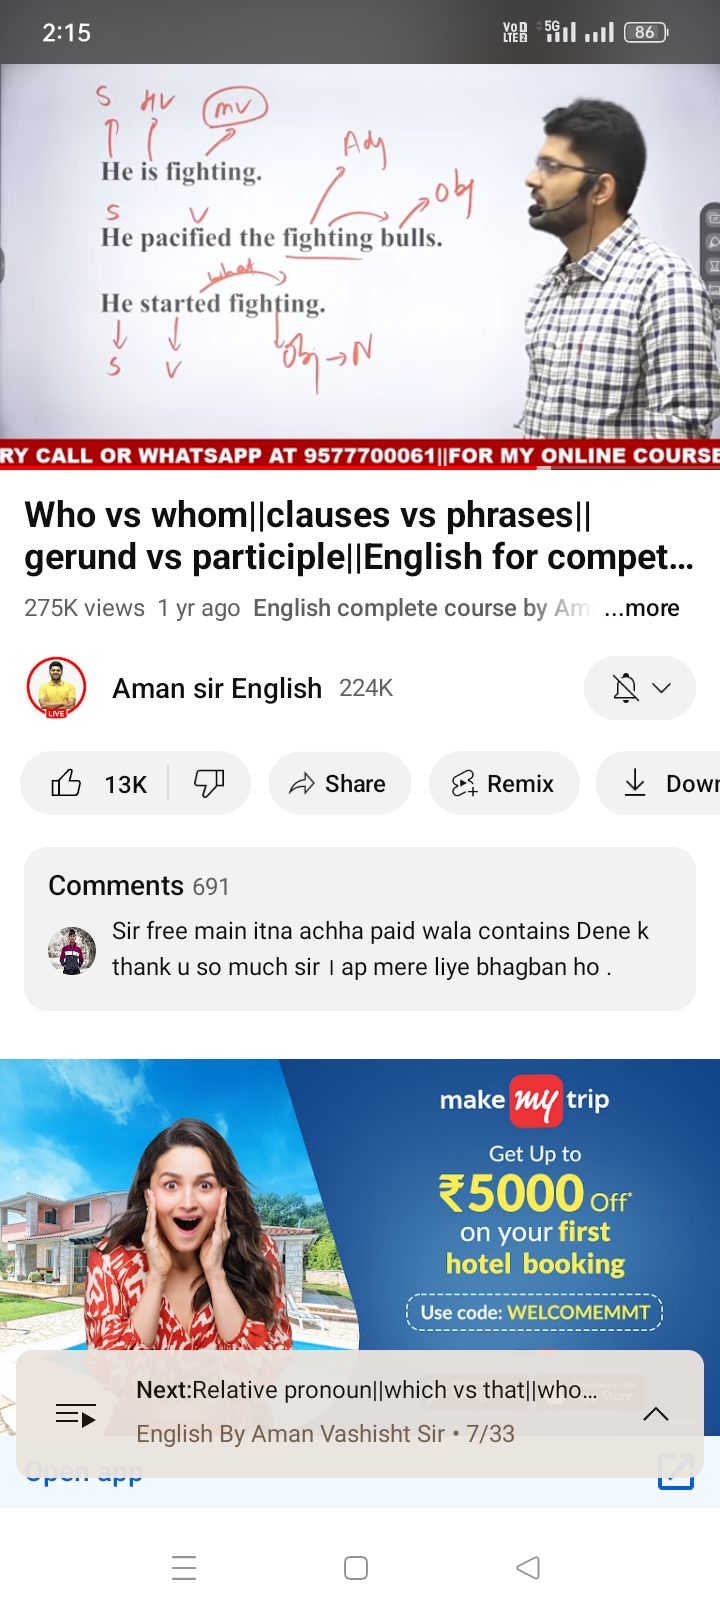 2:15
VoD
LTE2
5G
86
S HV MV
He is fighting.
Adj
S V
Obj
He pacified the fighting bulls.
what
He started fighting.
S V Obj → N
RY CALL OR WHATSAPP AT 9577700061||FOR MY ONLINE COURSE
Who vs whom||clauses vs phrases||
gerund vs participle||English for compet...
275K views 1 yr ago English complete course by Am ...more
LIVE
Aman sir English 224K
13K
Share
Remix
Down
Comments 691
Sir free main itna achha paid wala contains Dene k
thank u so much sir । ap mere liye bhagban ho .
make my trip
Get Up to
₹5000 Off*
on your first
hotel booking
Use code: WELCOMEMMT
Next:Relative pronoun||which vs that||who...
English By Aman Vashisht Sir • 7/33
Open app